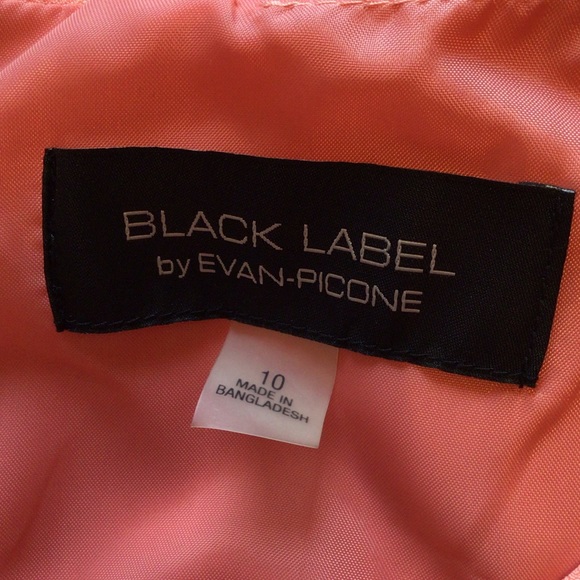 BLACK LABEL
by EVAN-PICONE
10
MADE IN
BANGLADESH